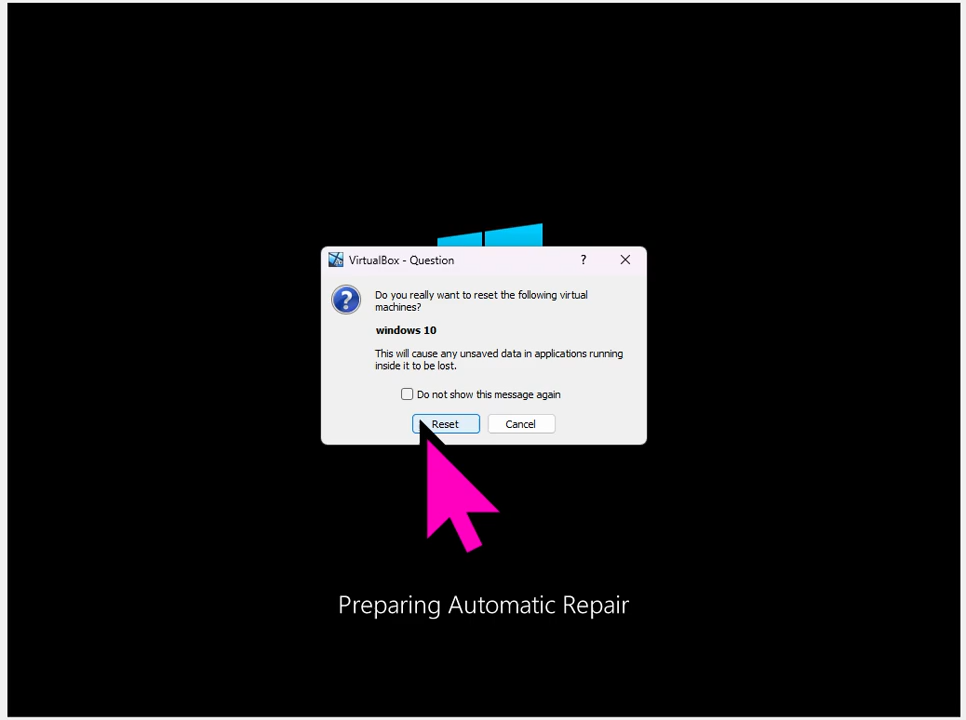 VirtualBox - Question
?
Do you really want to reset the following virtual
machines?
windows 10
This will cause any unsaved data in applications running
inside it to be lost.
Do not show this message again
Reset Cancel
Preparing Automatic Repair